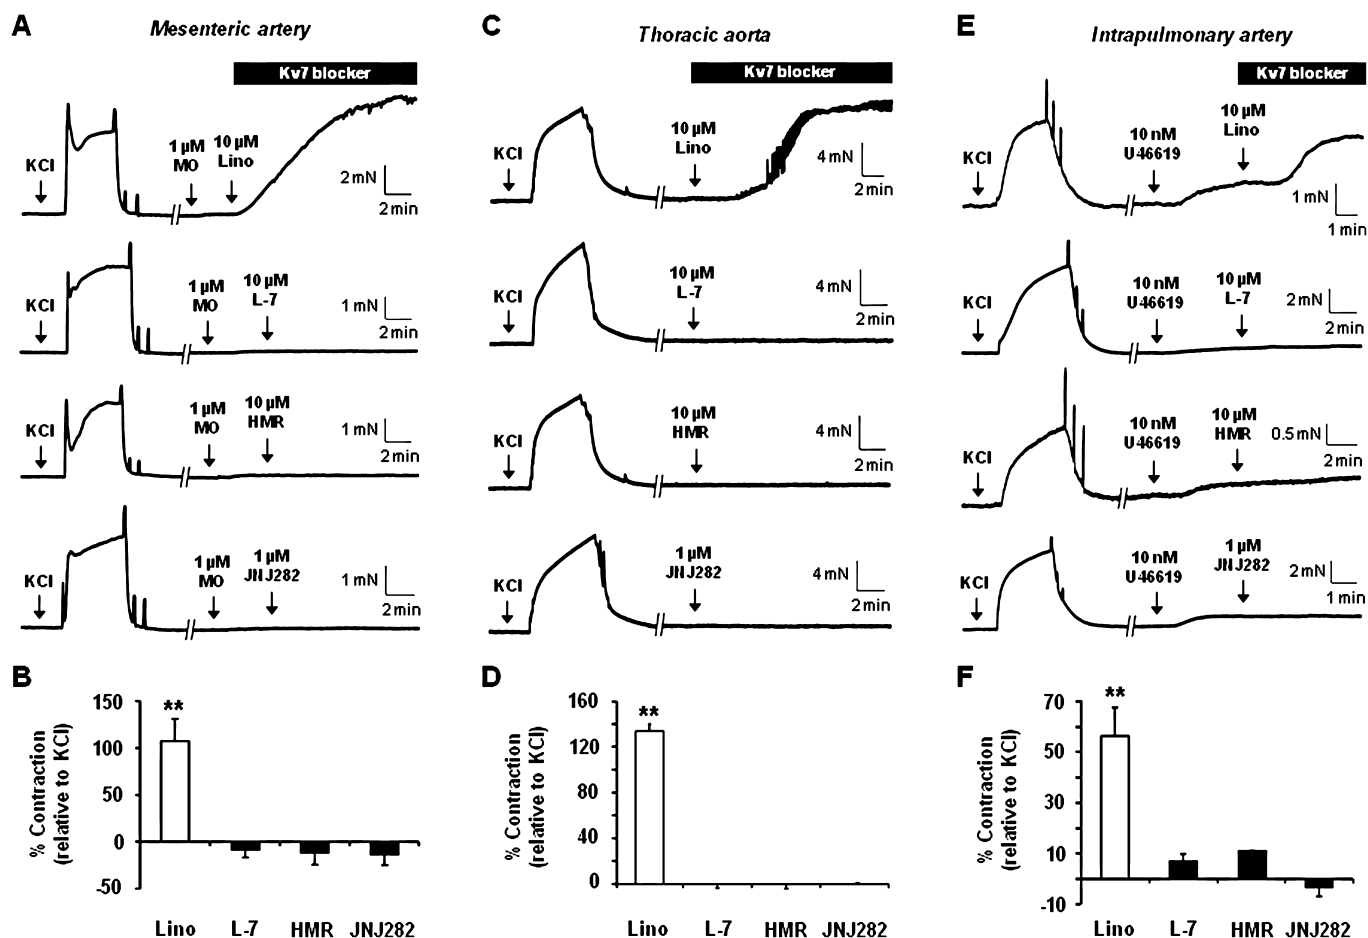 A
Mesenteric artery
Kv7 blocker
KCl
1 µM
MO
10 µM
Lino
2 mN
2 min
KCl
1 µM
MO
10 µM
L-7
1 mN
2 min
KCl
1 µM
MO
10 µM
HMR
1 mN
2 min
KCl
1 µM
MO
1 µM
JNJ282
1 mN
2 min
B
% Contraction
(relative to KCl)
150
100
50
0
-50
**
Lino L-7 HMR JNJ282
C
Thoracic aorta
Kv7 blocker
KCl
10 µM
Lino
4 mN
2 min
KCl
10 µM
L-7
4 mN
2 min
KCl
10 µM
HMR
4 mN
2 min
KCl
1 µM
JNJ282
4 mN
2 min
D
% Contraction
(relative to KCl)
160
120
80
40
0
**
Lino L-7 HMR JNJ282
E
Intrapulmonary artery
Kv7 blocker
KCl
10 nM
U46619
10 µM
Lino
1 mN
1 min
KCl
10 nM
U46619
10 µM
L-7
2 mN
2 min
KCl
10 nM
U46619
10 µM
HMR
0.5 mN
2 min
KCl
10 nM
U46619
1 µM
JNJ282
2 mN
1 min
F
% Contraction
(relative to KCl)
70
50
30
10
-10
**
Lino L-7 HMR JNJ282